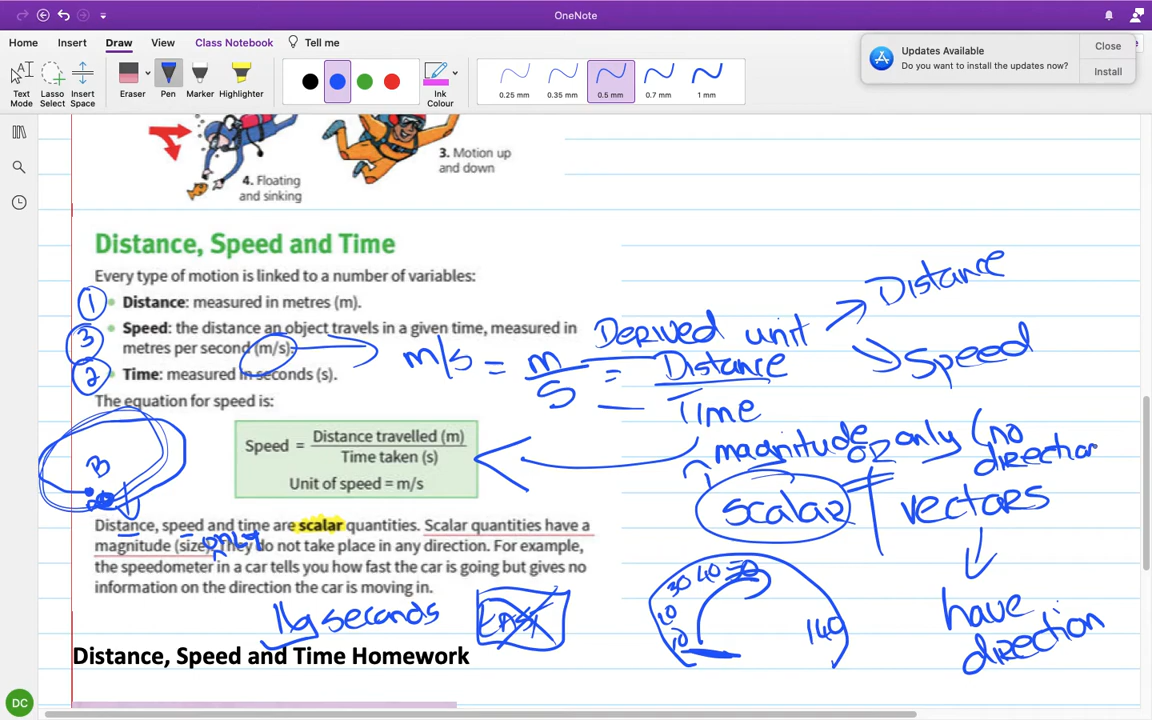 OneNote
Home Insert Draw View Class Notebook Tell me
Updates Available
Do you want to install the updates now?
Close
Install
Text Mode
Lasso Select
Insert Space
Eraser
Pen
Marker
Highlighter
Ink Colour
0.25 mm 0.35 mm 0.5 mm 0.7 mm 1 mm
3. Motion up
and down
4. Floating
and sinking
Distance, Speed and Time
Every type of motion is linked to a number of variables:
1 • Distance: measured in metres (m).
3 • Speed: the distance an object travels in a given time, measured in
metres per second (m/s).
2 • Time: measured in seconds (s).
m/s = m/s = Distance/Time
Derived unit
Distance
Speed
The equation for speed is:
Speed = Distance travelled (m)
Time taken (s)
Unit of speed = m/s
B
magnitude only (no
direction
scalar OR vectors
have
direction
Distance, speed and time are scalar quantities. Scalar quantities have a
magnitude (size). They do not take place in any direction. For example,
only
the speedometer in a car tells you how fast the car is going but gives no
information on the direction the car is moving in.
seconds
10 20 30 40 140
Distance, Speed and Time Homework
DC